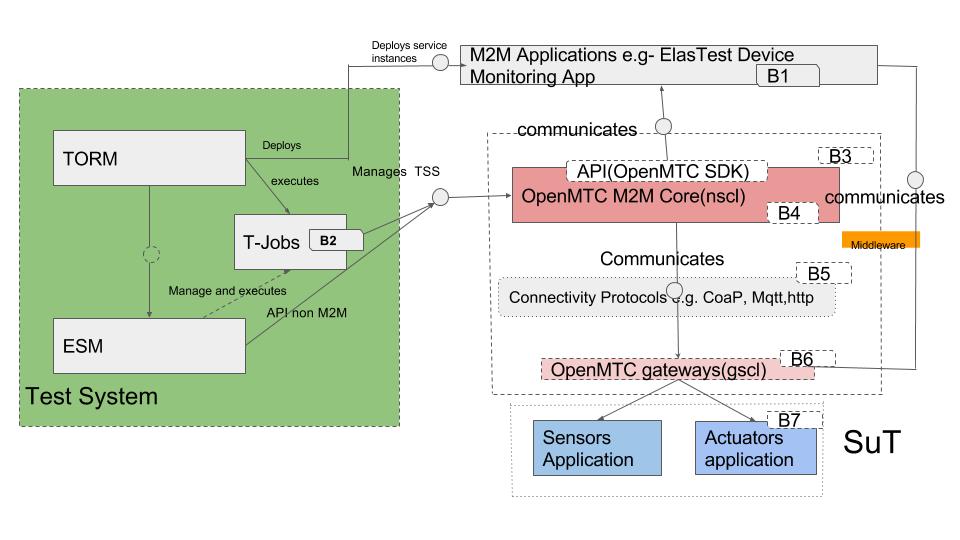 Deploys service
instances
M2M Applications e.g- ElasTest Device
Monitoring App
B1
communicates
TORM
Deploys
executes
Manages TSS
API(OpenMTC SDK)
B3
OpenMTC M2M Core(nscl)
B4
communicates
T-Jobs
B2
Middleware
Communicates
B5
Manage and executes
Connectivity Protocols e.g. CoaP, Mqtt,http
API non M2M
ESM
B6
OpenMTC gateways(gscl)
Test System
B7
Sensors
Application
Actuators
application
SuT